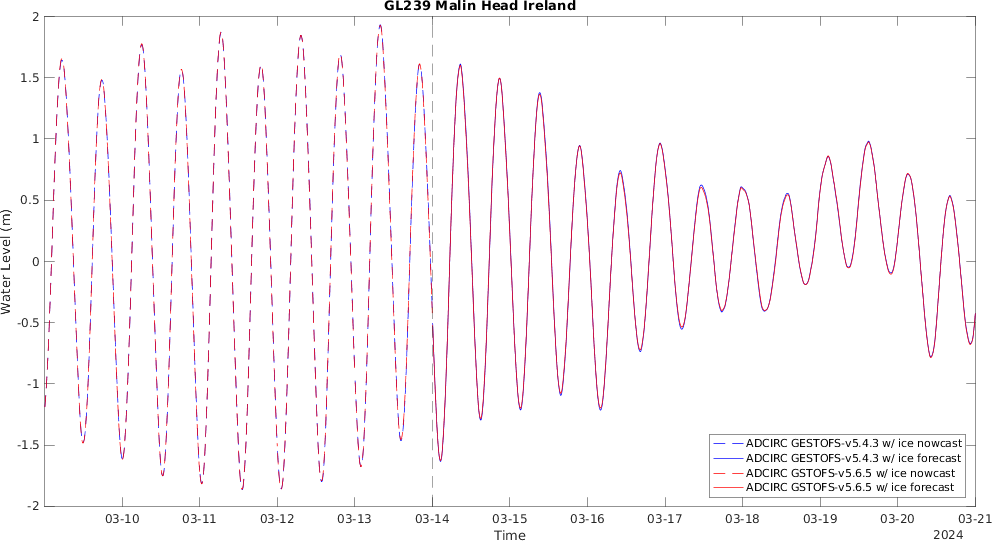 GL239 Malin Head Ireland
2
1.5
1
0.5
0
-0.5
-1
-1.5
-2
Water Level (m)
ADCIRC GESTOFS-v5.4.3 w/ ice nowcast
ADCIRC GESTOFS-v5.4.3 w/ ice forecast
ADCIRC GSTOFS-v5.6.5 w/ ice nowcast
ADCIRC GSTOFS-v5.6.5 w/ ice forecast
03-10 03-11 03-12 03-13 03-14 03-15 03-16 03-17 03-18 03-19 03-20 03-21
Time
2024